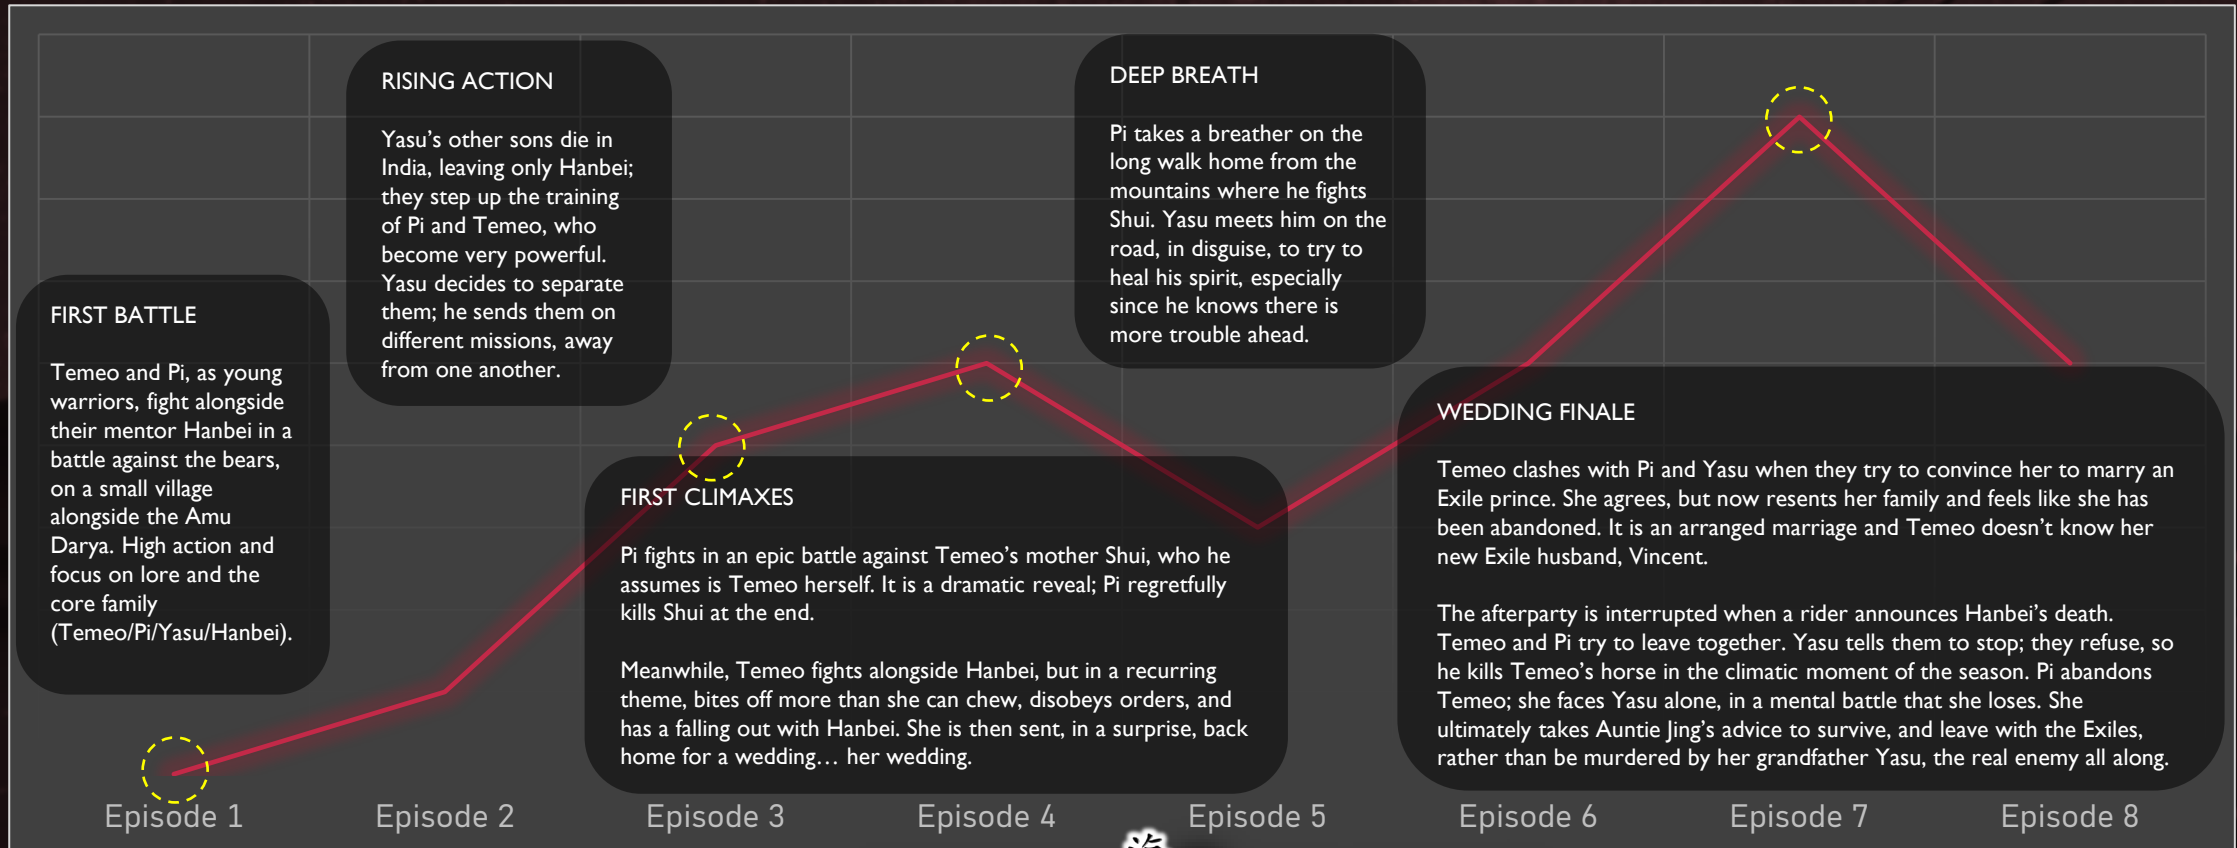 FIRST BATTLE
Temeo and Pi, as young
warriors, fight alongside
their mentor Hanbei in a
battle against the bears,
on a small village
alongside the Amu
Darya. High action and
focus on lore and the
core family
(Temeo/Pi/Yasu/Hanbei).
RISING ACTION
Yasu’s other sons die in
India, leaving only Hanbei;
they step up the training
of Pi and Temeo, who
become very powerful.
Yasu decides to separate
them; he sends them on
different missions, away
from one another.
FIRST CLIMAXES
Pi fights in an epic battle against Temeo’s mother Shui, who he
assumes is Temeo herself. It is a dramatic reveal; Pi regretfully
kills Shui at the end.
Meanwhile, Temeo fights alongside Hanbei, but in a recurring
theme, bites off more than she can chew, disobeys orders, and
has a falling out with Hanbei. She is then sent, in a surprise, back
home for a wedding… her wedding.
DEEP BREATH
Pi takes a breather on the
long walk home from the
mountains where he fights
Shui. Yasu meets him on the
road, in disguise, to try to
heal his spirit, especially
since he knows there is
more trouble ahead.
WEDDING FINALE
Temeo clashes with Pi and Yasu when they try to convince her to marry an
Exile prince. She agrees, but now resents her family and feels like she has
been abandoned. It is an arranged marriage and Temeo doesn’t know her
new Exile husband, Vincent.
The afterparty is interrupted when a rider announces Hanbei’s death.
Temeo and Pi try to leave together. Yasu tells them to stop; they refuse, so
he kills Temeo’s horse in the climatic moment of the season. Pi abandons
Temeo; she faces Yasu alone, in a mental battle that she loses. She
ultimately takes Auntie Jing’s advice to survive, and leave with the Exiles,
rather than be murdered by her grandfather Yasu, the real enemy all along.
Episode 1
Episode 2
Episode 3
Episode 4
Episode 5
Episode 6
Episode 7
Episode 8